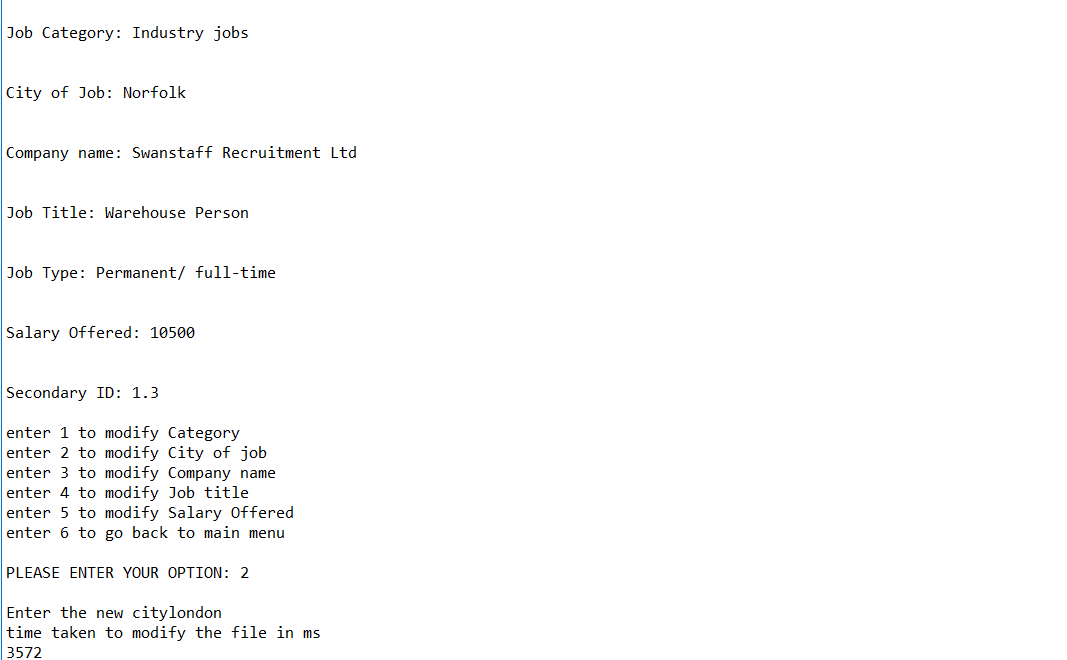 Job Category: Industry jobs
City of Job: Norfolk
Company name: Swanstaff Recruitment Ltd
Job Title: Warehouse Person
Job Type: Permanent/ full-time
Salary Offered: 10500
Secondary ID: 1.3
enter 1 to modify Category
enter 2 to modify City of job
enter 3 to modify Company name
enter 4 to modify Job title
enter 5 to modify Salary Offered
enter 6 to go back to main menu
PLEASE ENTER YOUR OPTION: 2
Enter the new citylondon
time taken to modify the file in ms
3572